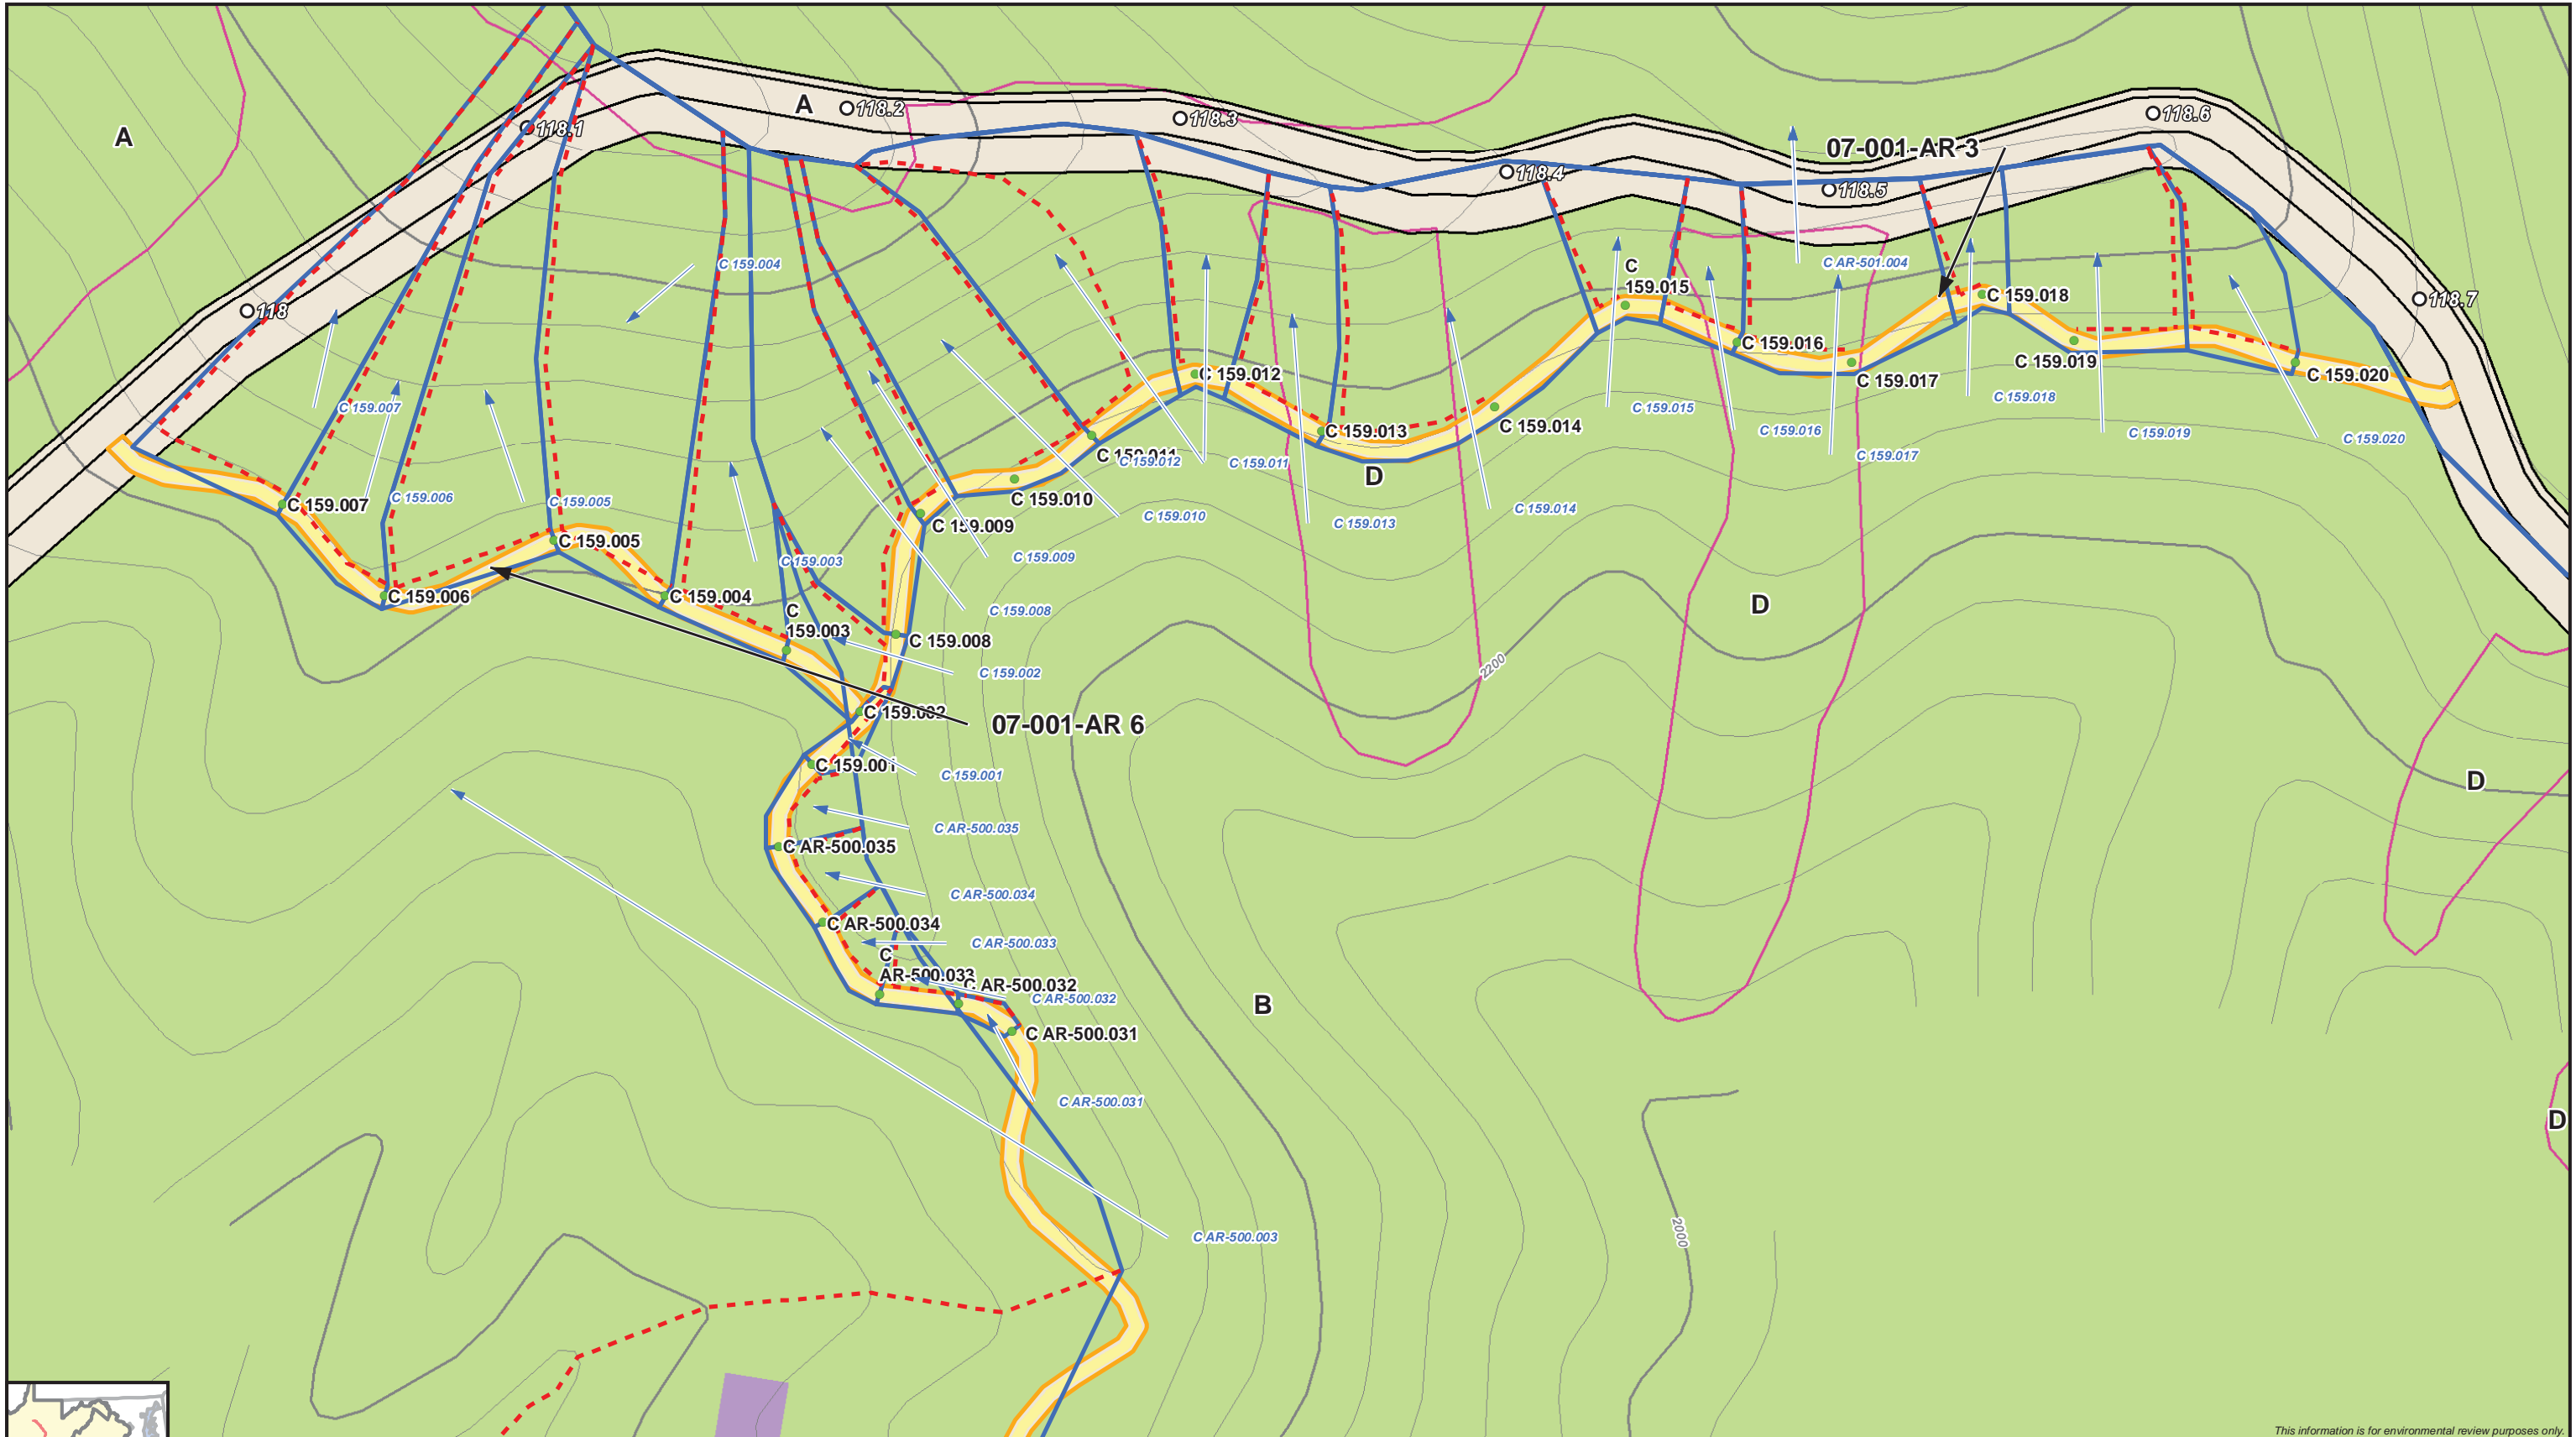 118.2
118.6
A
118.3
118.1
A
07-001-AR 3
118.4
118.5
C 159.004
C AR-501.004
C
159.015
C 159.018
118.7
118
C 159.016
C 159.019
C 159.012
C 159.020
C 159.017
C 159.018
C 159.007
C 159.015
C 159.014
C 159.013
C 159.016
C 159.019
C 159.020
C 159.011
C 159.012
C 159.011
C 159.017
D
C 159.006
C 159.005
C 159.010
C 159.007
C 159.014
C 159.010
C 159.013
C 159.009
C 159.005
C 159.009
C 159.003
C 159.006
C 159.004
D
C
159.003
C 159.008
C 159.008
2200
C 159.002
C 159.002
07-001-AR 6
C 159.001
C 159.001
D
C AR-500.035
C AR-500.035
C AR-500.034
C AR-500.034
C AR-500.033
C
AR-500.033
C AR-500.032
C AR-500.032
B
C AR-500.031
C AR-500.031
D
2000
C AR-500.003
This information is for environmental review purposes only.